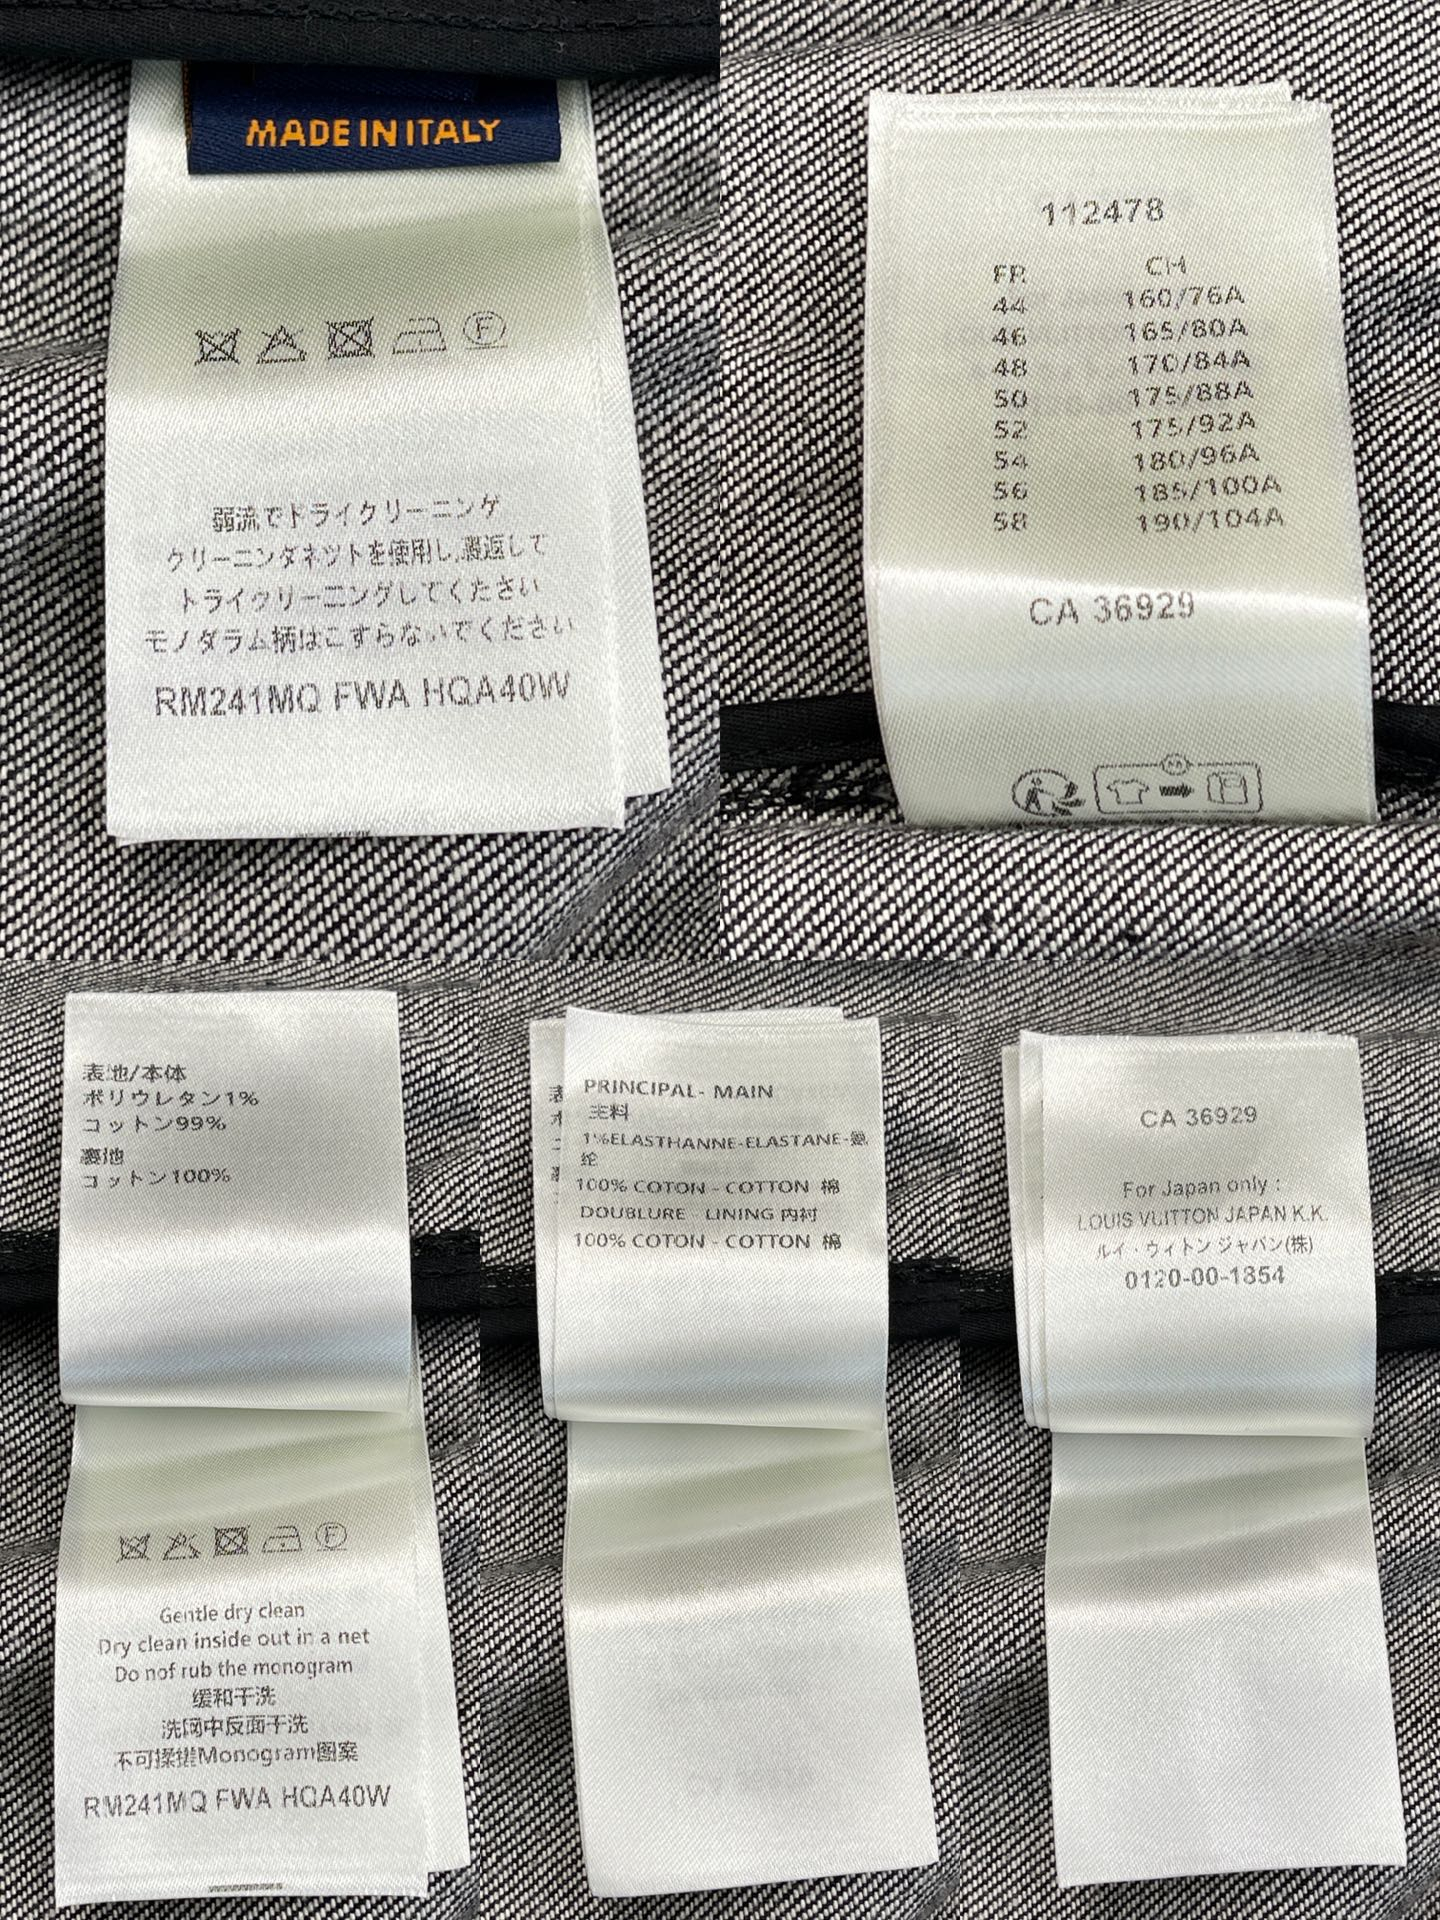 MADE IN ITALY
弱流でドライクリーニンゲ
クリーニンダネツトを使用し,裏返して
トライクリーニングしてください
モノダラム柄はこすらないでください
RM241MQ FWA HQA40W
112478
FR CH
44 160/76A
46 165/80A
48 170/84A
50 175/88A
52 175/92A
54 180/96A
56 185/100A
58 190/104A
CA 36929
表地/本体
ポリウレタン1%
コットン99%
裏地
コットン100%
Gentle dry clean
Dry clean inside out in a net
Do nof rub the monogram
缓和干洗
洗网中反面干洗
不可揉搓Monogram图案
RM241MQ FWA HQA40W
PRINCIPAL- MAIN
主料
1%ELASTHANNE-ELASTANE-氨
纶
100% COTON - COTTON 棉
DOUBLURE - LINING 内衬
100% COTON - COTTON 棉
CA 36929
For Japan only :
LOUIS VUITTON JAPAN K.K.
ルイ・ウィトン ジャパン(株)
0120-00-1854